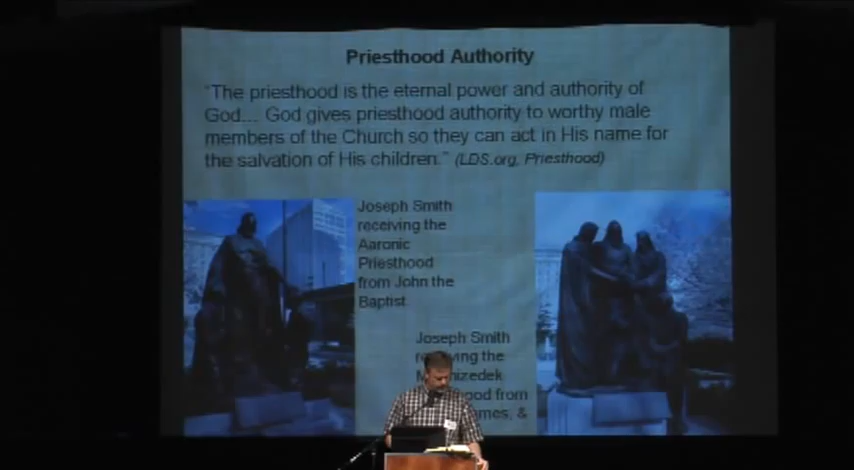 Priesthood Authority
"The priesthood is the eternal power and authority of
God... God gives priesthood authority to worthy male
members of the Church so they can act in His name for
the salvation of His children." (LDS.org, Priesthood)
Joseph Smith
receiving the
Aaronic
Priesthood
from John the
Baptist.
Joseph Smith
the
from
&